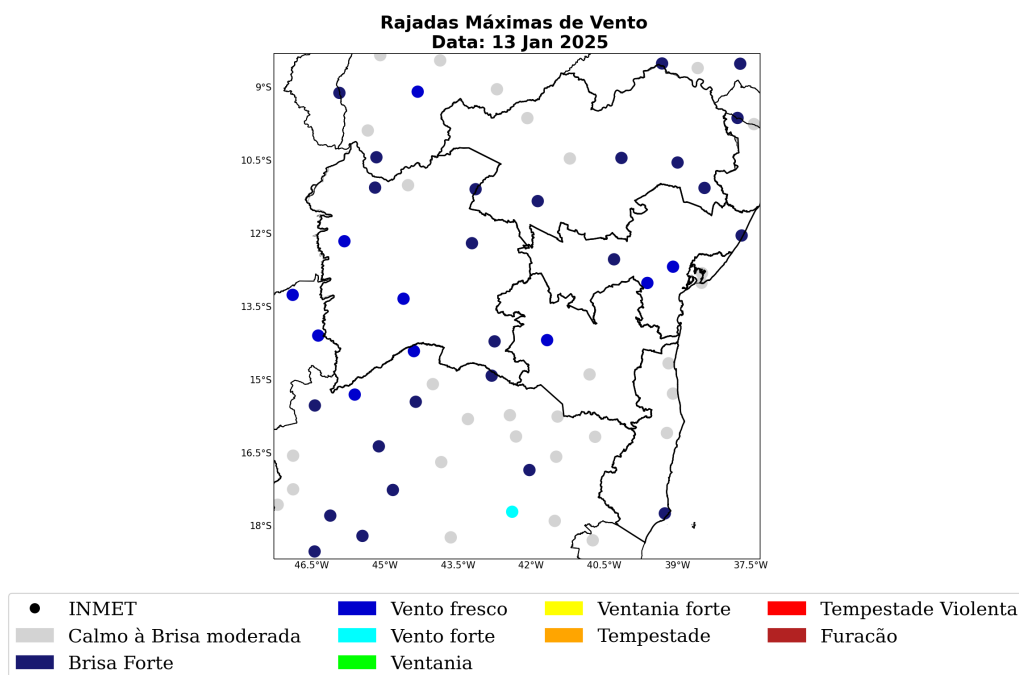 Rajadas Máximas de Vento
Data: 13 Jan 2025
9°S
10.5°S
12°S
13.5°S
15°S
16.5°S
18°S
46.5°W 45°W 43.5°W 42°W 40.5°W 39°W 37.5°W
INMET Vento fresco Ventania forte Tempestade Violenta
Calmo à Brisa moderada Vento forte Tempestade Furacão
Brisa Forte Ventania